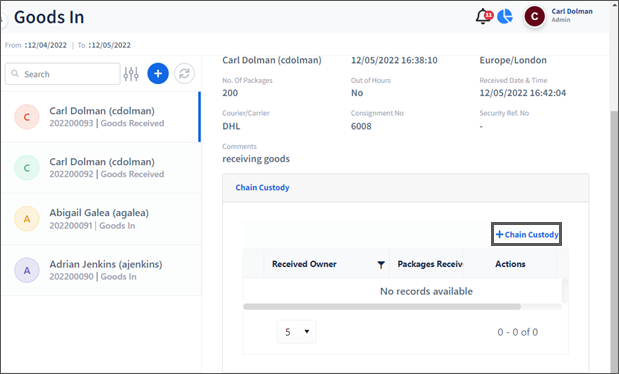 Goods In
11
Carl Dolman
Admin
From :12/04/2022 | To :12/05/2022
Search
C
Carl Dolman (cdolman)
202200093 | Goods Received
C
Carl Dolman (cdolman)
202200092 | Goods Received
A
Abigail Galea (agalea)
202200091 | Goods In
A
Adrian Jenkins (ajenkins)
202200090 | Goods In
C
Carl Dolman (cdolman) 12/05/2022 16:38:10 Europe/London
No. Of Packages Out of Hours Received Date & Time
200 No 12/05/2022 16:42:04
Courier/Carrier Consignment No Security Ref. No
DHL 6008 -
Comments
receiving goods
Chain Custody
+Chain Custody
Received Owner Packages Receiv Actions
No records available
5 0 - 0 of 0